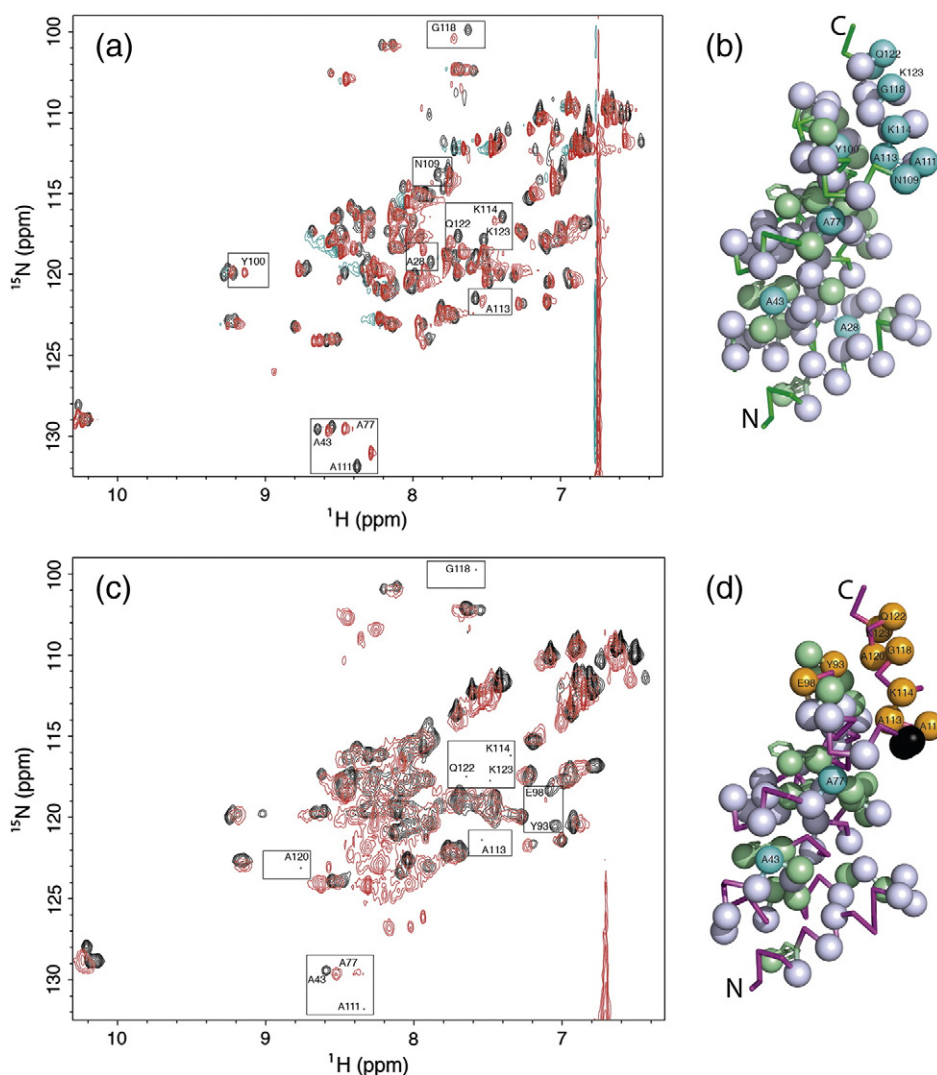 (a)
G118
N109
K114
Q122
K123
Y100
A28
A113
A77
A43
A111
100
110
115
120
125
130
15N (ppm)
10
9
8
7
1H (ppm)
(b)
C
Q122
K123
G118
K114
Y100
A113
A111
N109
A77
A43
A28
N
(c)
G118
K114
Q122
K123
E98
Y93
A120
A113
A77
A43
A111
100
110
115
120
125
130
15N (ppm)
10
9
8
7
1H (ppm)
(d)
C
Q122
K123
Y93
A120
G118
E98
K114
A113
A11
A77
A43
N